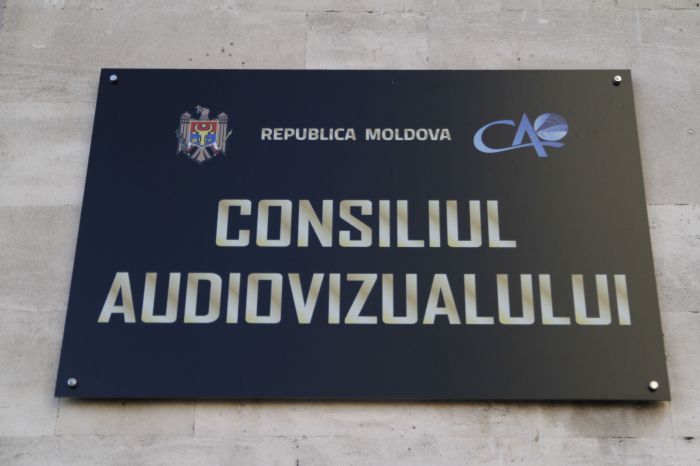 REPUBLICA MOLDOVA
CA
CONSILIUL
AUDIOVIZUALULUI